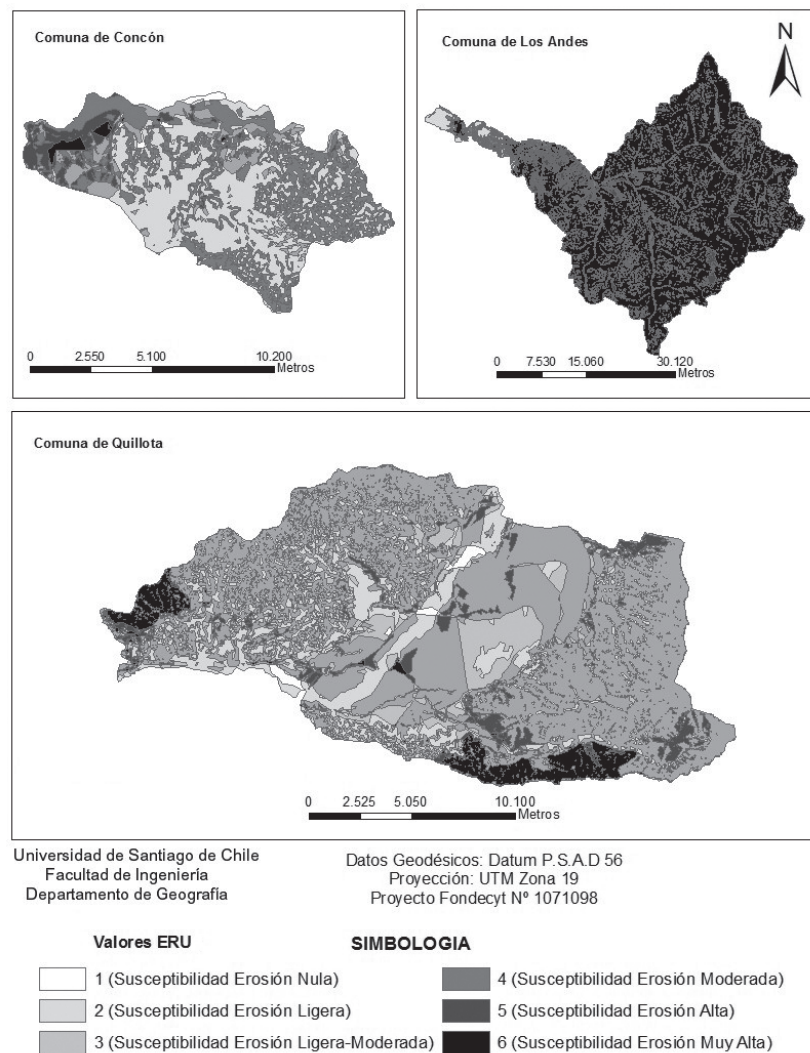 Comuna de Concón
0 2.550 5.100 10.200
Metros
Comuna de Los Andes
N
0 7.530 15.060 30.120
Metros
Comuna de Quillota
0 2.525 5.050 10.100
Metros
Universidad de Santiago de Chile
Facultad de Ingeniería
Departamento de Geografía
Datos Geodésicos: Datum P.S.A.D 56
Proyección: UTM Zona 19
Proyecto Fondecyt Nº 1071098
Valores ERU
SIMBOLOGIA
1 (Susceptibilidad Erosión Nula)
2 (Susceptibilidad Erosión Ligera)
3 (Susceptibilidad Erosión Ligera-Moderada)
4 (Susceptibilidad Erosión Moderada)
5 (Susceptibilidad Erosión Alta)
6 (Susceptibilidad Erosión Muy Alta)